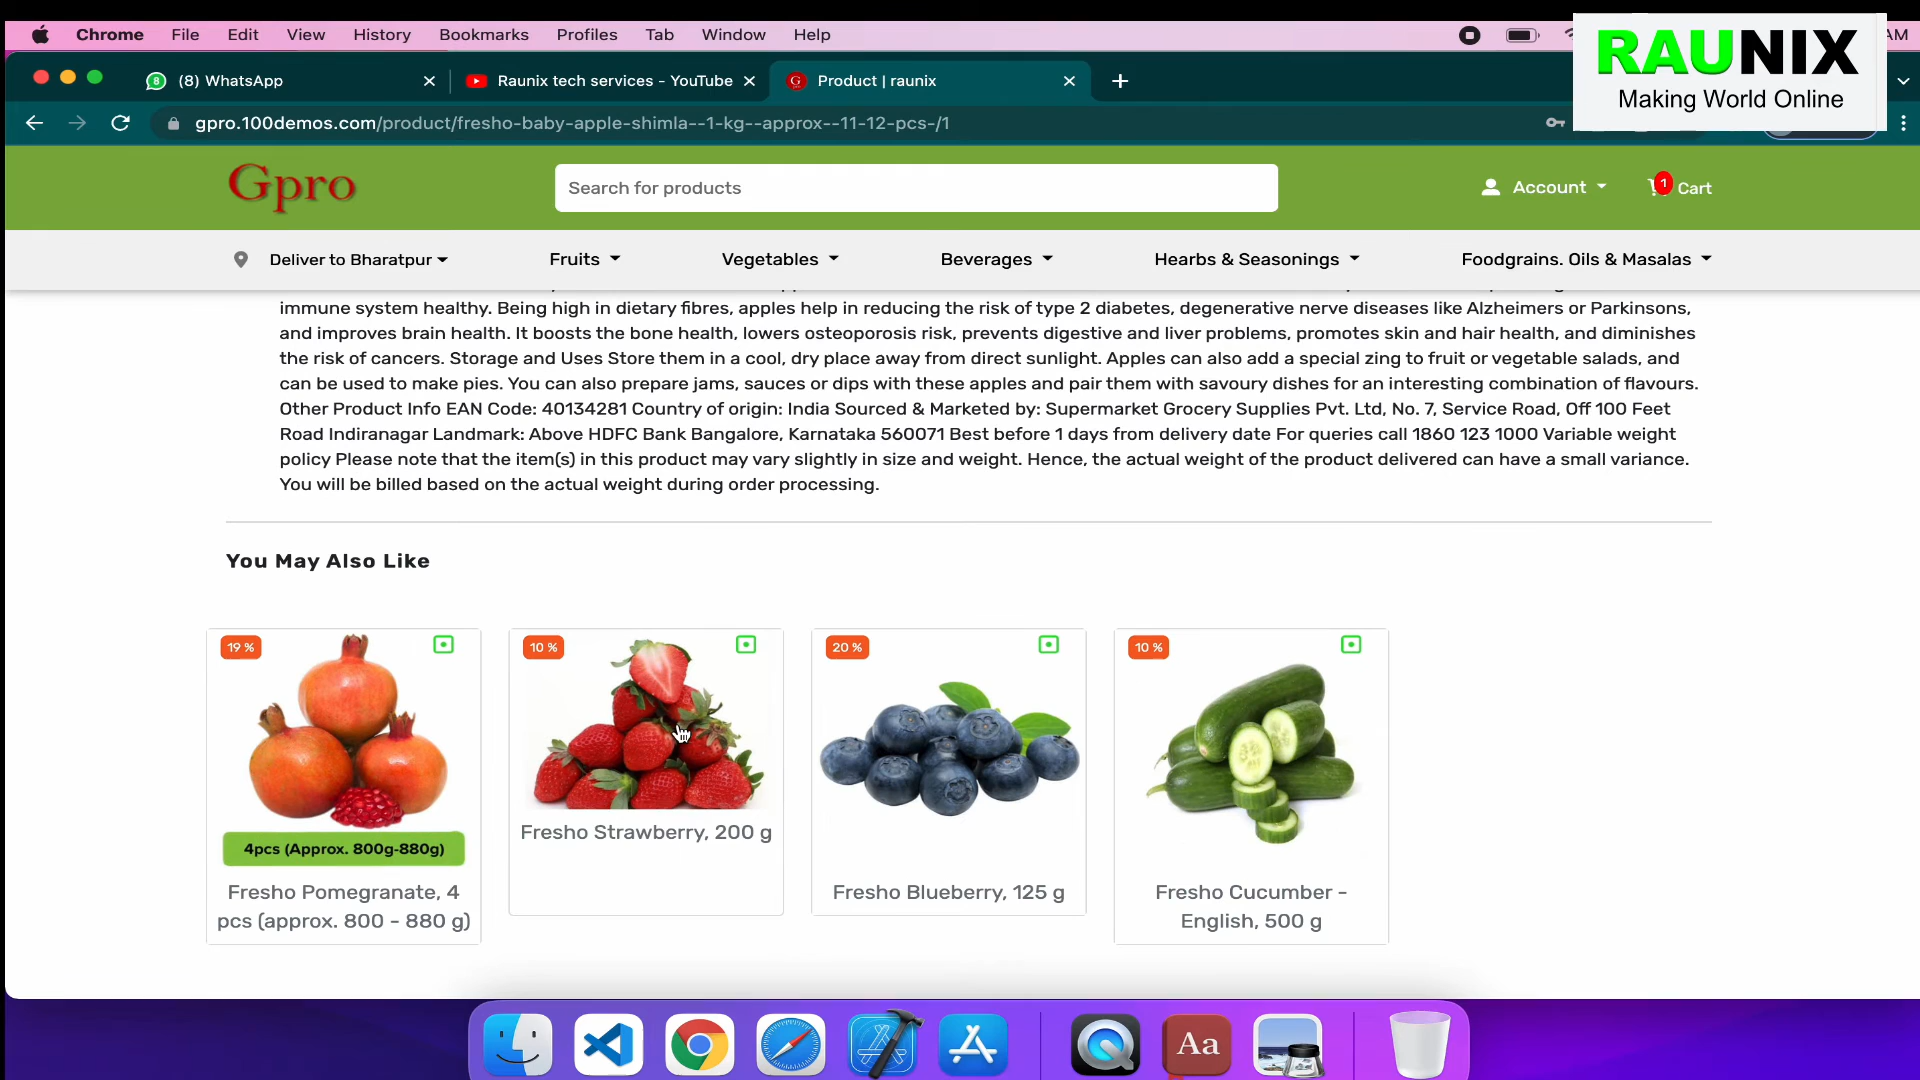 Chrome File Edit View History Bookmarks Profiles Tab Window Help
AM
RAUNIX
Making World Online
8 (8) WhatsApp
Raunix tech services - YouTube
G Product | raunix
gpro.100demos.com/product/fresho-baby-apple-shimla--1-kg--approx--11-12-pcs-/1
Gpro
Search for products
Account
1 Cart
Deliver to Bharatpur
Fruits
Vegetables
Beverages
Hearbs & Seasonings
Foodgrains. Oils & Masalas
immune system healthy. Being high in dietary fibres, apples help in reducing the risk of type 2 diabetes, degenerative nerve diseases like Alzheimers or Parkinsons,
and improves brain health. It boosts the bone health, lowers osteoporosis risk, prevents digestive and liver problems, promotes skin and hair health, and diminishes
the risk of cancers. Storage and Uses Store them in a cool, dry place away from direct sunlight. Apples can also add a special zing to fruit or vegetable salads, and
can be used to make pies. You can also prepare jams, sauces or dips with these apples and pair them with savoury dishes for an interesting combination of flavours.
Other Product Info EAN Code: 40134281 Country of origin: India Sourced & Marketed by: Supermarket Grocery Supplies Pvt. Ltd, No. 7, Service Road, Off 100 Feet
Road Indiranagar Landmark: Above HDFC Bank Bangalore, Karnataka 560071 Best before 1 days from delivery date For queries call 1860 123 1000 Variable weight
policy Please note that the item(s) in this product may vary slightly in size and weight. Hence, the actual weight of the product delivered can have a small variance.
You will be billed based on the actual weight during order processing.
You May Also Like
19 %
4pcs (Approx. 800g-880g)
Fresho Pomegranate, 4
pcs (approx. 800 - 880 g)
10 %
Fresho Strawberry, 200 g
20 %
Fresho Blueberry, 125 g
10 %
Fresho Cucumber -
English, 500 g
Aa